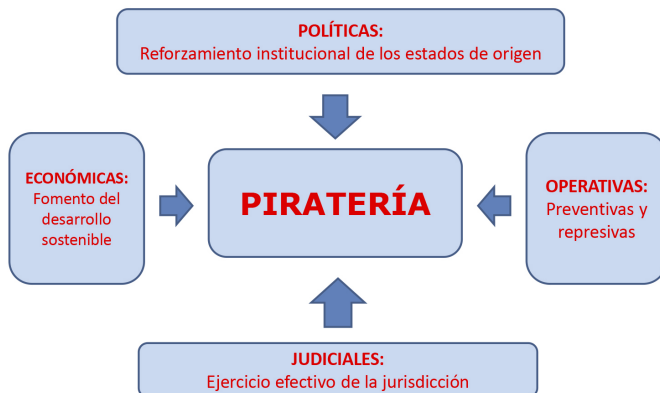 POLÍTICAS:
Reforzamiento institucional de los estados de origen
ECONÓMICAS:
Fomento del
desarrollo
sostenible
PIRATERÍA
OPERATIVAS:
Preventivas y
represivas
JUDICIALES:
Ejercicio efectivo de la jurisdicción